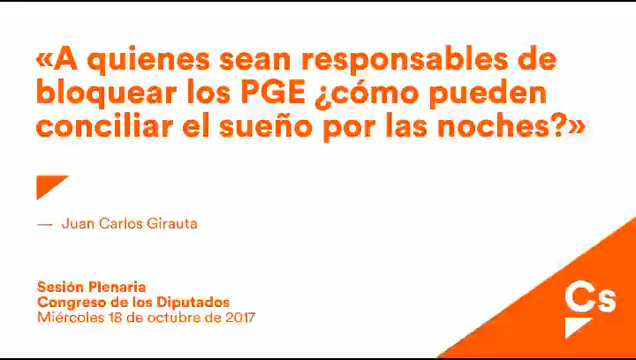 «A quienes sean responsables de
bloquear los PGE ¿cómo pueden
conciliar el sueño por las noches?»
— Juan Carlos Girauta
Sesión Plenaria
Congreso de los Diputados
Miércoles 18 de octubre de 2017
Cs